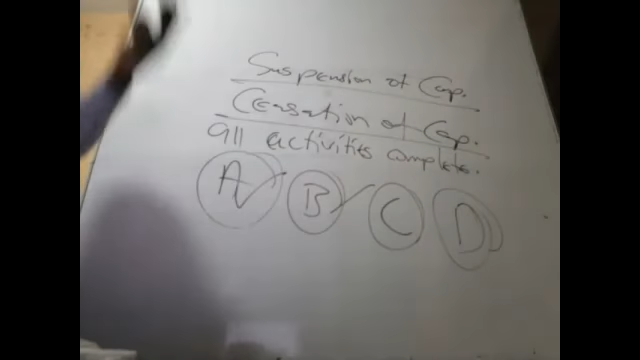 Suspension of Cap.
Cessation of Cap.
all activities complete.
A B C D